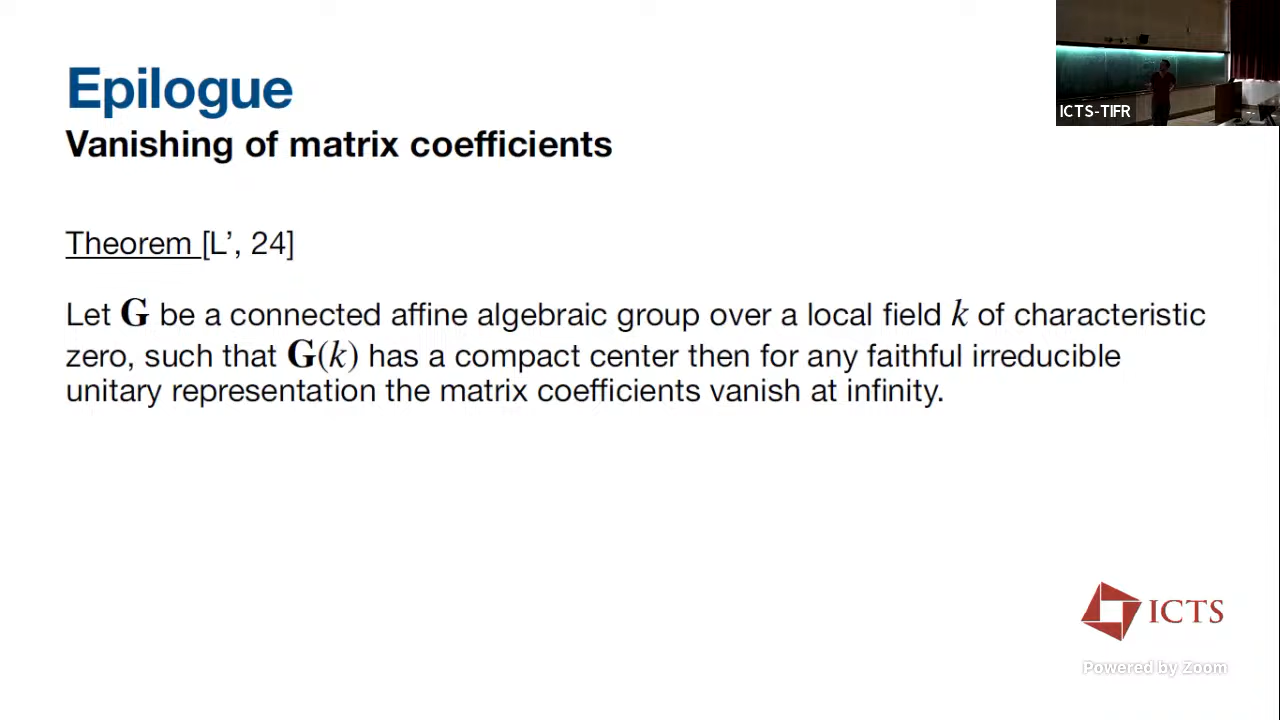 Epilogue
Vanishing of matrix coefficients
Theorem [L’, 24]
Let G be a connected affine algebraic group over a local field k of characteristic
zero, such that G(k) has a compact center then for any faithful irreducible
unitary representation the matrix coefficients vanish at infinity.
ICTS-TIFR
ICTS
Powered by Zoom